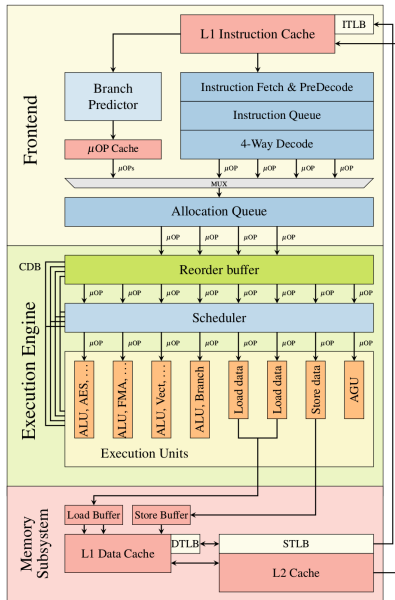 ITLB
L1 Instruction Cache
Frontend
Branch
Predictor
Instruction Fetch & PreDecode
Instruction Queue
4-Way Decode
μOP Cache
μOPs
μOP μOP μOP μOP
MUX
Allocation Queue
μOP μOP μOP μOP
Execution Engine
CDB
Reorder buffer
μOP μOP μOP μOP μOP μOP μOP μOP
Scheduler
μOP μOP μOP μOP μOP μOP μOP μOP
ALU, AES, . . .
ALU, FMA, . . .
ALU, Vect, . . .
ALU, Branch
Load data
Load data
Store data
AGU
Execution Units
Memory
Subsystem
Load Buffer
Store Buffer
L1 Data Cache
DTLB
STLB
L2 Cache